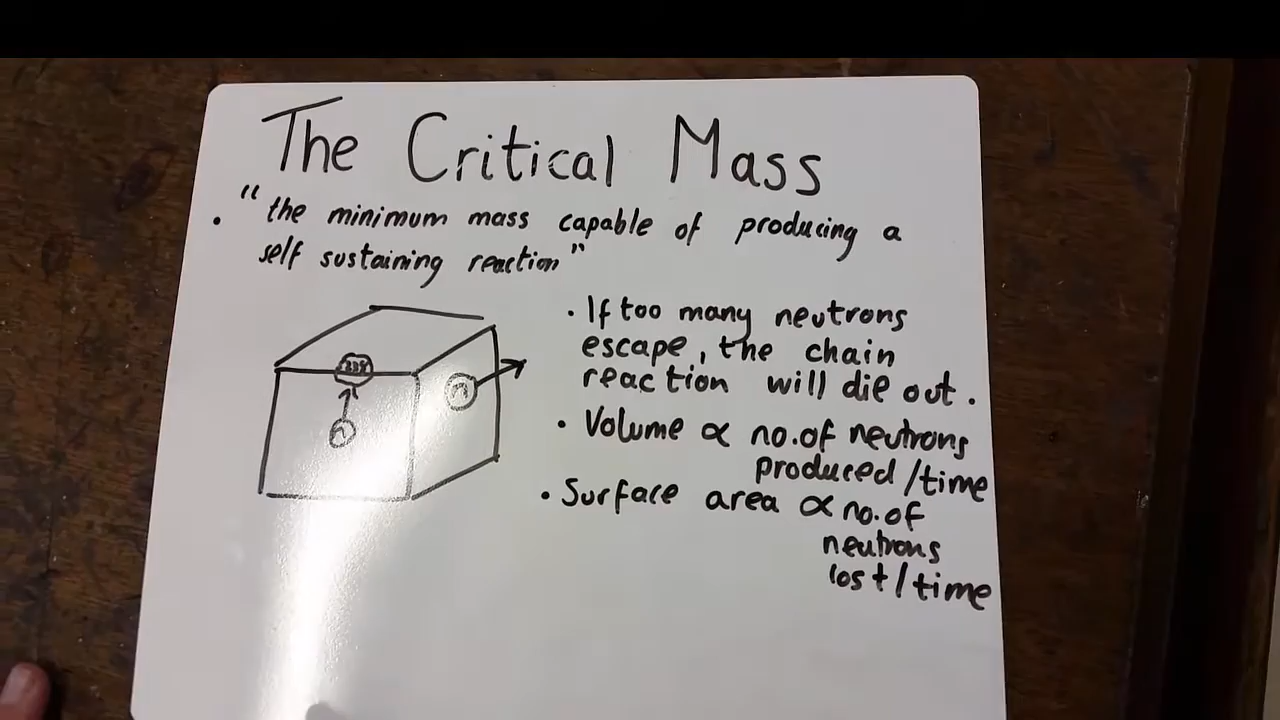 The Critical Mass
• "the minimum mass capable of producing a
self sustaining reaction"
• If too many neutrons
escape, the chain
reaction will die out.
• Volume ∝ no. of neutrons
produced/time
• Surface area ∝ no. of
neutrons
lost/time
n
n